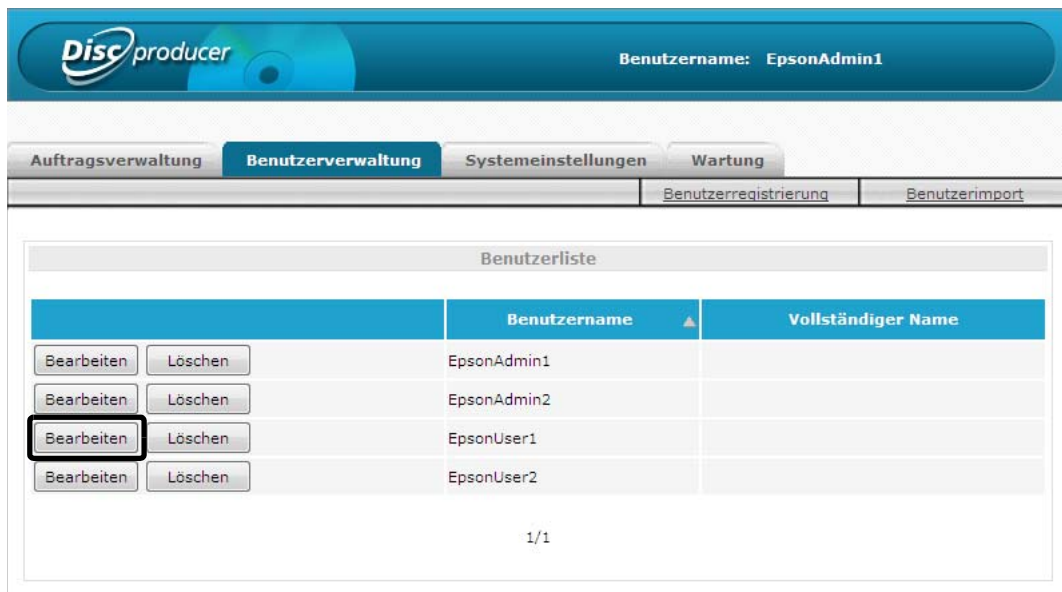 Disc producer
Benutzername: EpsonAdmin1
Auftragsverwaltung Benutzerverwaltung Systemeinstellungen Wartung
Benutzerregistrierung Benutzerimport
Benutzerliste
Benutzername Vollständiger Name
Bearbeiten Löschen EpsonAdmin1
Bearbeiten Löschen EpsonAdmin2
Bearbeiten Löschen EpsonUser1
Bearbeiten Löschen EpsonUser2
1/1